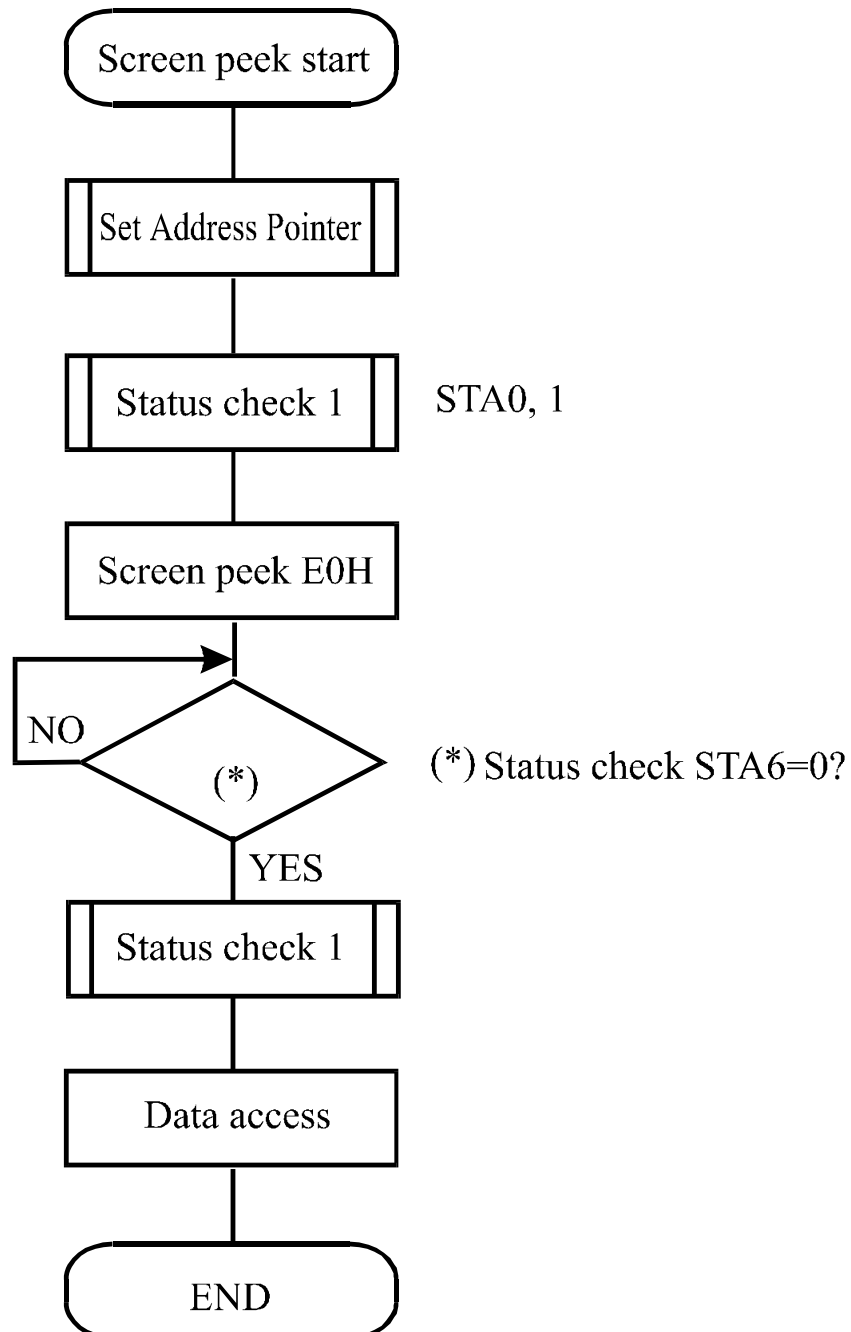 Screen peek start
Set Address Pointer
Status check 1
STA0, 1
Screen peek E0H
NO
(*)
(*) Status check STA6=0?
YES
Status check 1
Data access
END